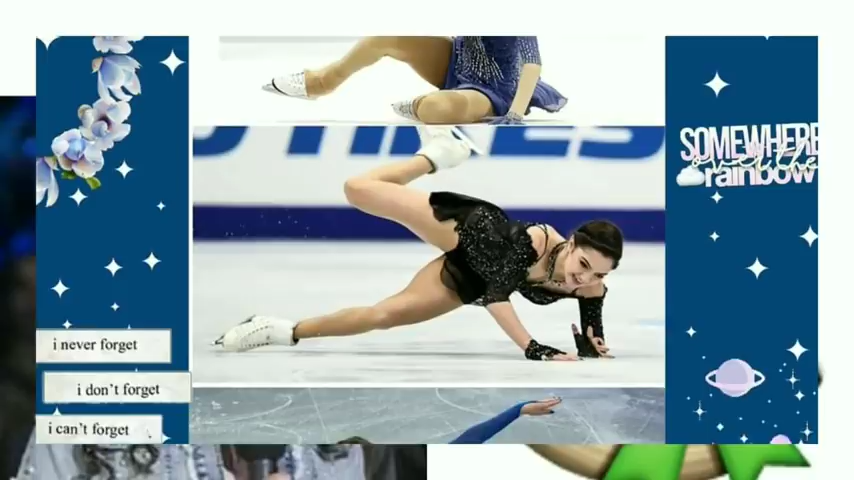 SOMEWHERE
over the
rainbow
i never forget
i don't forget
i can't forget